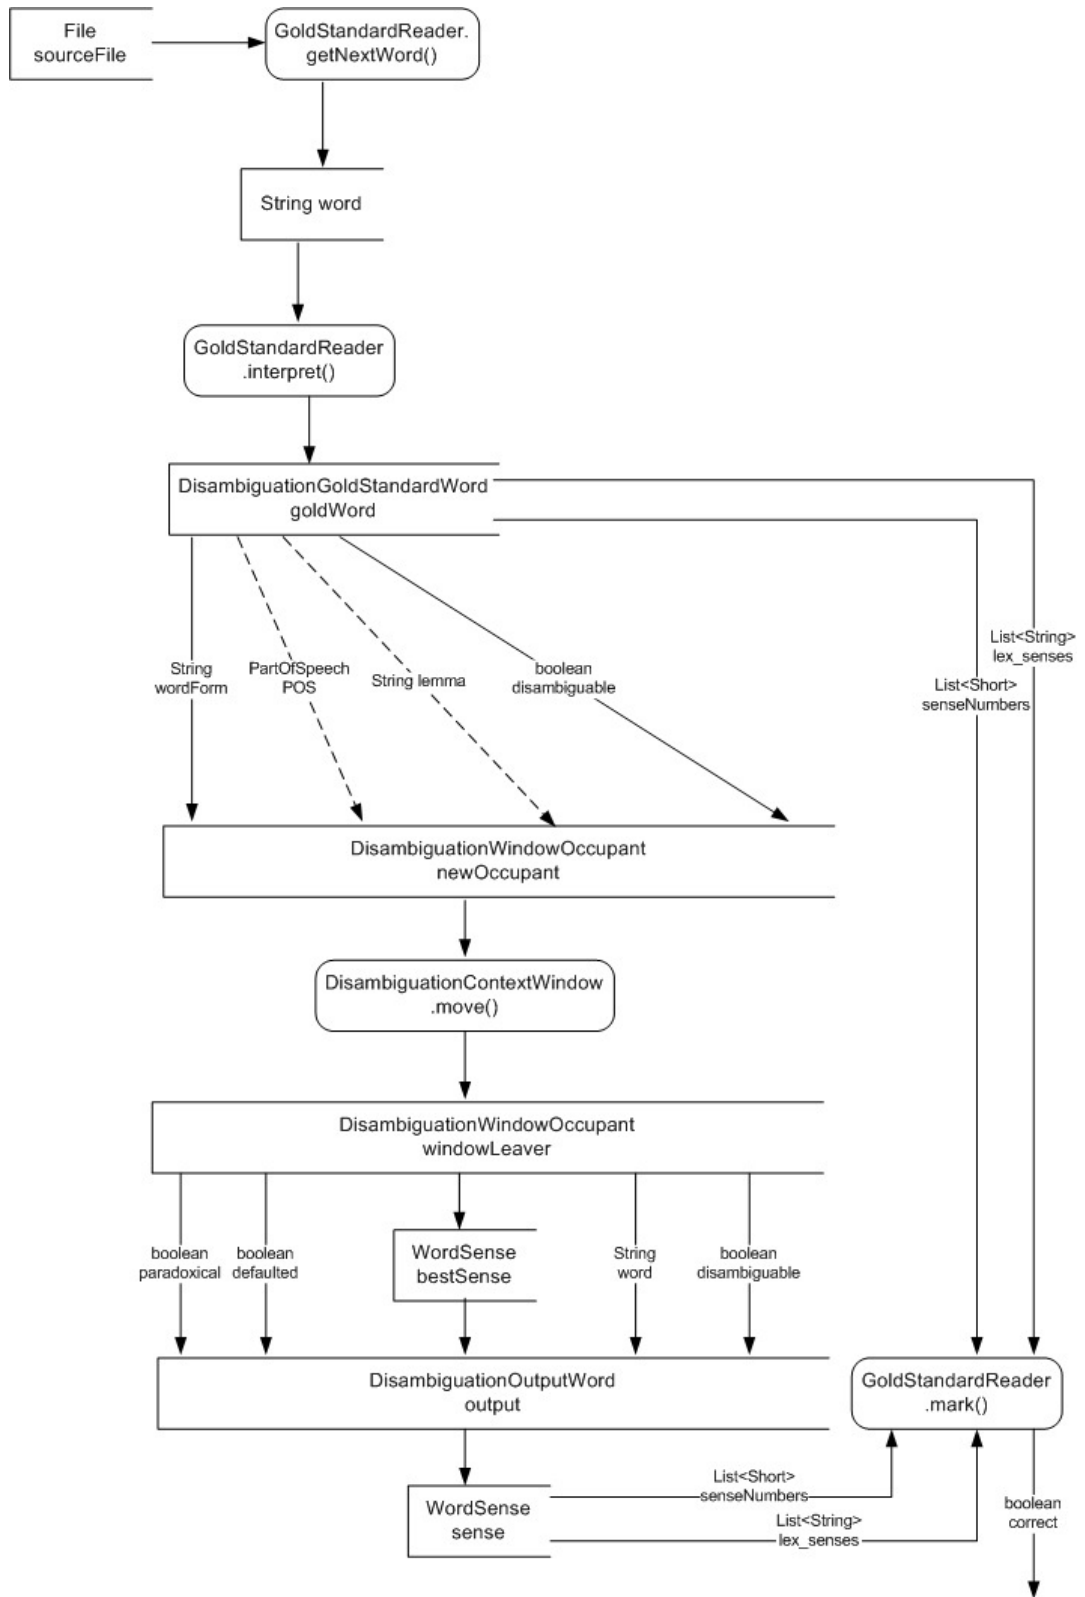 File
sourceFile
GoldStandardReader.
getNextWord()
String word
GoldStandardReader
.interpret()
DisambiguationGoldStandardWord
goldWord
String
wordForm
PartOfSpeech
POS
String lemma
boolean
disambiguable
List<String>
lex_senses
List<Short>
senseNumbers
DisambiguationWindowOccupant
newOccupant
DisambiguationContextWindow
.move()
DisambiguationWindowOccupant
windowLeaver
boolean
paradoxical
boolean
defaulted
WordSense
bestSense
String
word
boolean
disambiguable
DisambiguationOutputWord
output
GoldStandardReader
.mark()
WordSense
sense
List<Short>
senseNumbers
List<String>
lex_senses
boolean
correct